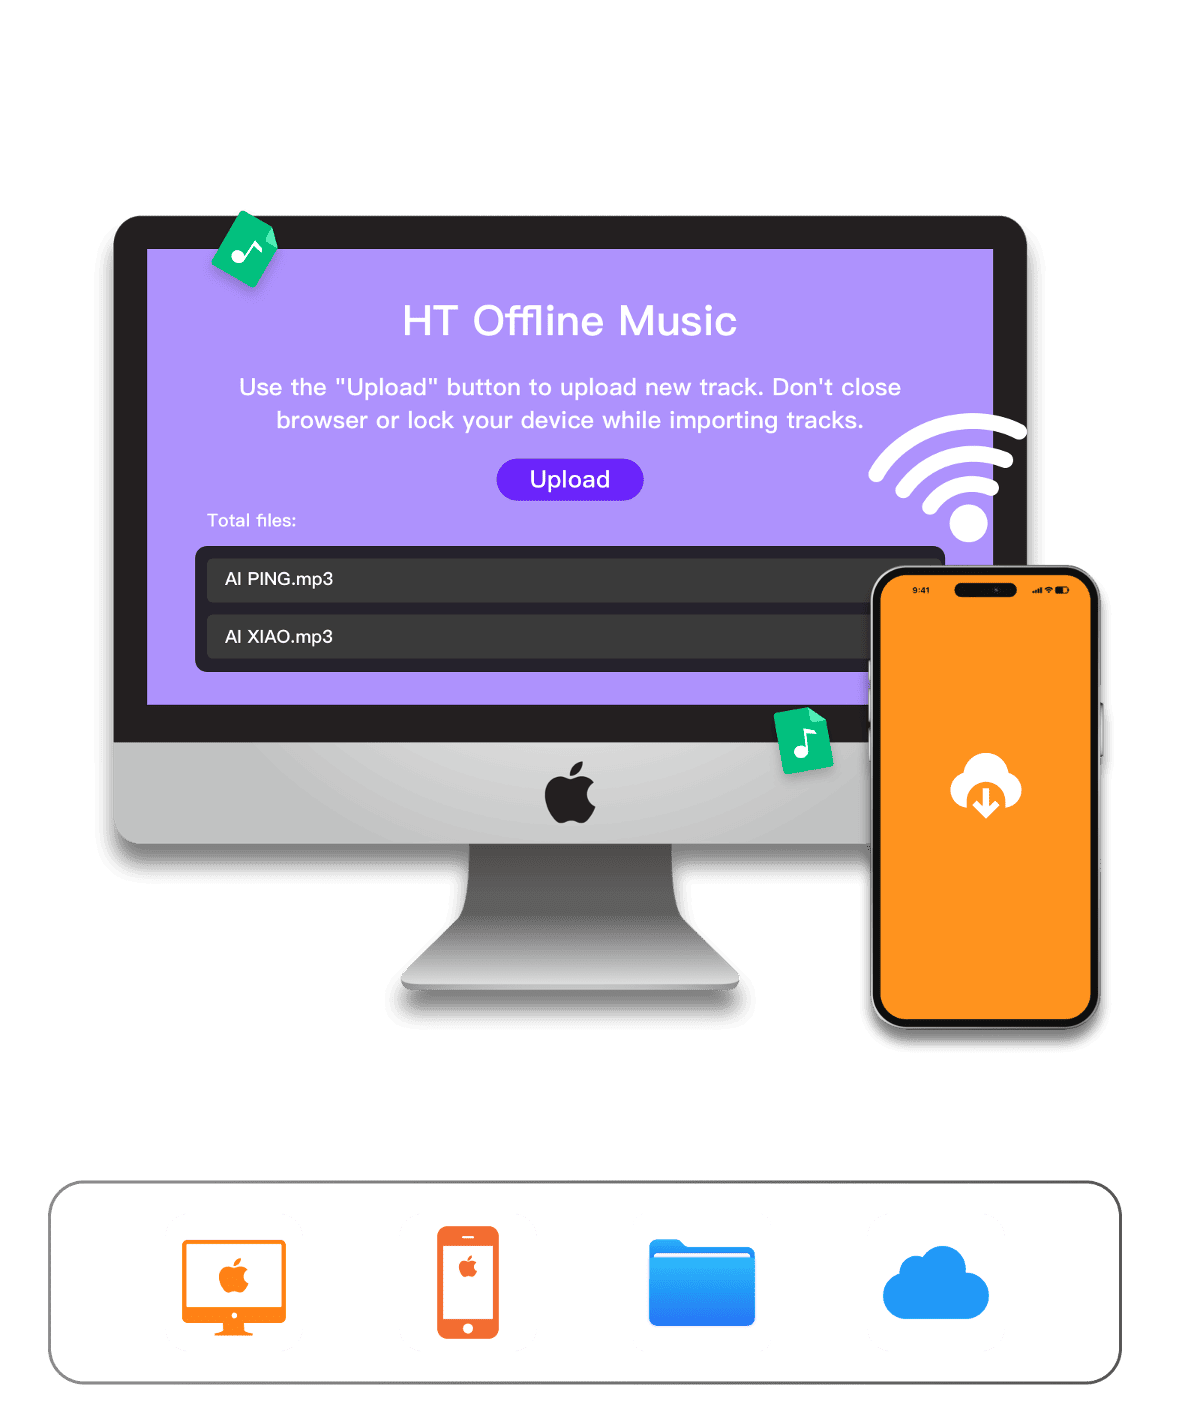 HT Offline Music
Use the "Upload" button to upload new track. Don't close
browser or lock your device while importing tracks.
Upload
Total files:
AI PING.mp3
AI XIAO.mp3
9:41